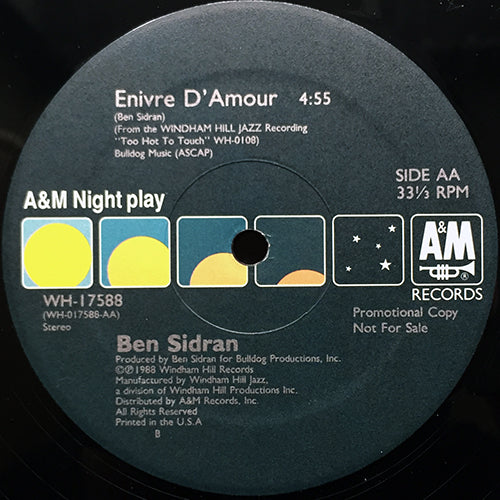 Enivre D'Amour 4:55
(Ben Sidran)
(From the WINDHAM HILL JAZZ Recording
"Too Hot To Touch" WH-0108)
Bulldog Music (ASCAP)
SIDE AA
33⅓ RPM
A&M Night play
A&M
®
RECORDS
WH-17588
(WH-017588-AA)
Stereo
Promotional Copy
Not For Sale
Ben Sidran
Produced by Ben Sidran for Bulldog Productions, Inc.
©℗ 1988 Windham Hill Records
Manufactured by Windham Hill Jazz,
a division of Windham Hill Productions Inc.
Distributed by A&M Records, Inc.
All Rights Reserved
Printed in the U.S.A
B